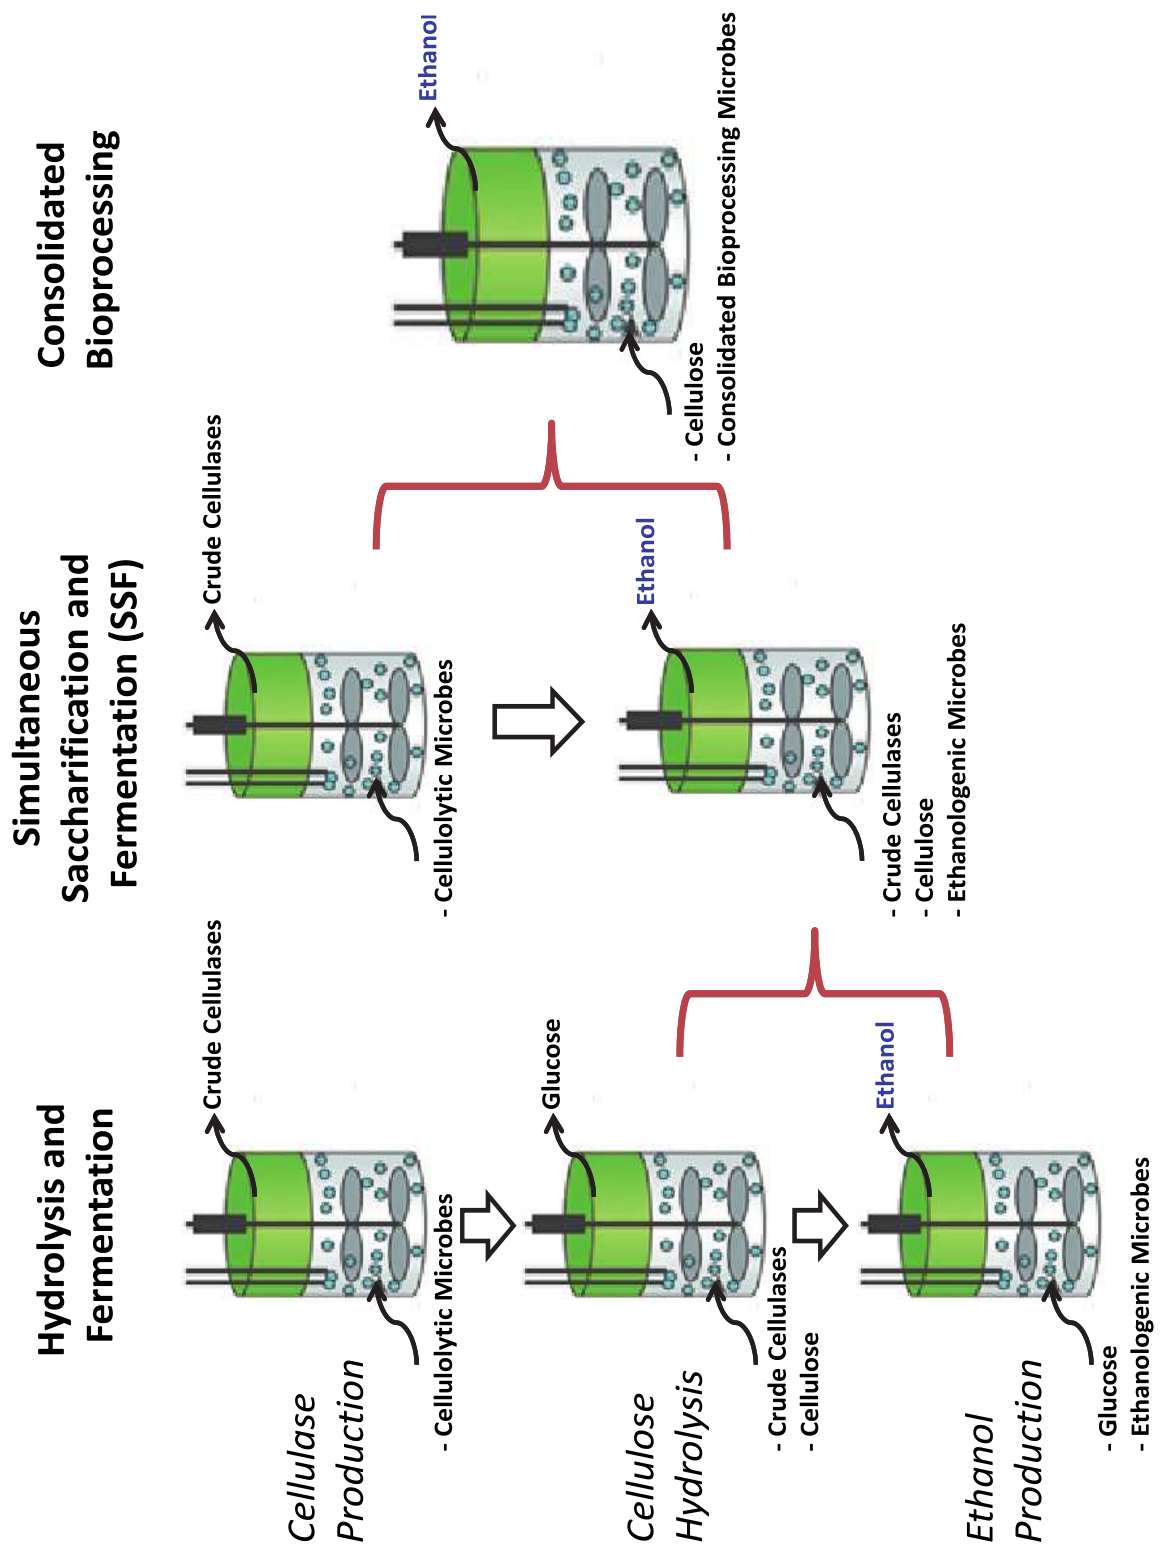 Hydrolysis and
Fermentation
Simultaneous
Saccharification and
Fermentation (SSF)
Consolidated
Bioprocessing
Cellulase
Production
Crude Cellulases
- Cellulolytic Microbes
Cellulose
Hydrolysis
Glucose
- Crude Cellulases
- Cellulose
Ethanol
Production
Ethanol
- Glucose
- Ethanologenic Microbes
Crude Cellulases
- Cellulolytic Microbes
Ethanol
- Crude Cellulases
- Cellulose
- Ethanologenic Microbes
Ethanol
- Cellulose
- Consolidated Bioprocessing Microbes